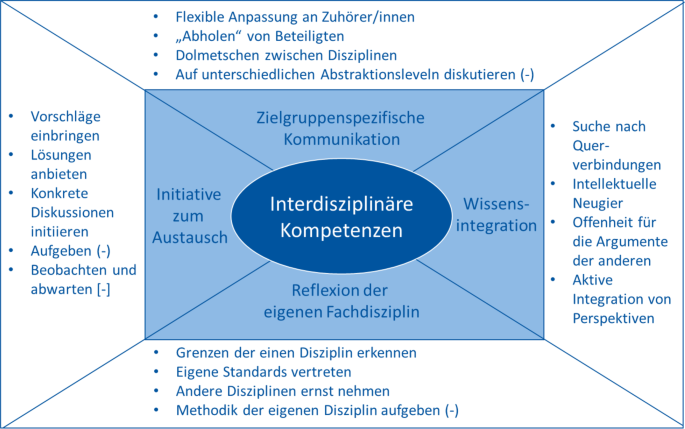 • Flexible Anpassung an Zuhörer/innen
• „Abholen“ von Beteiligten
• Dolmetschen zwischen Disziplinen
• Auf unterschiedlichen Abstraktionsleveln diskutieren (-)
• Vorschläge
einbringen
• Lösungen
anbieten
• Konkrete
Diskussionen
initiieren
• Aufgeben (-)
• Beobachten und
abwarten [-]
Zielgruppenspezifische
Kommunikation
Initiative
zum
Austausch
Interdisziplinäre
Kompetenzen
Wissens-
integration
Reflexion der
eigenen Fachdisziplin
• Suche nach
Quer-
verbindungen
• Intellektuelle
Neugier
• Offenheit für
die Argumente
der anderen
• Aktive
Integration von
Perspektiven
• Grenzen der einen Disziplin erkennen
• Eigene Standards vertreten
• Andere Disziplinen ernst nehmen
• Methodik der eigenen Disziplin aufgeben (-)